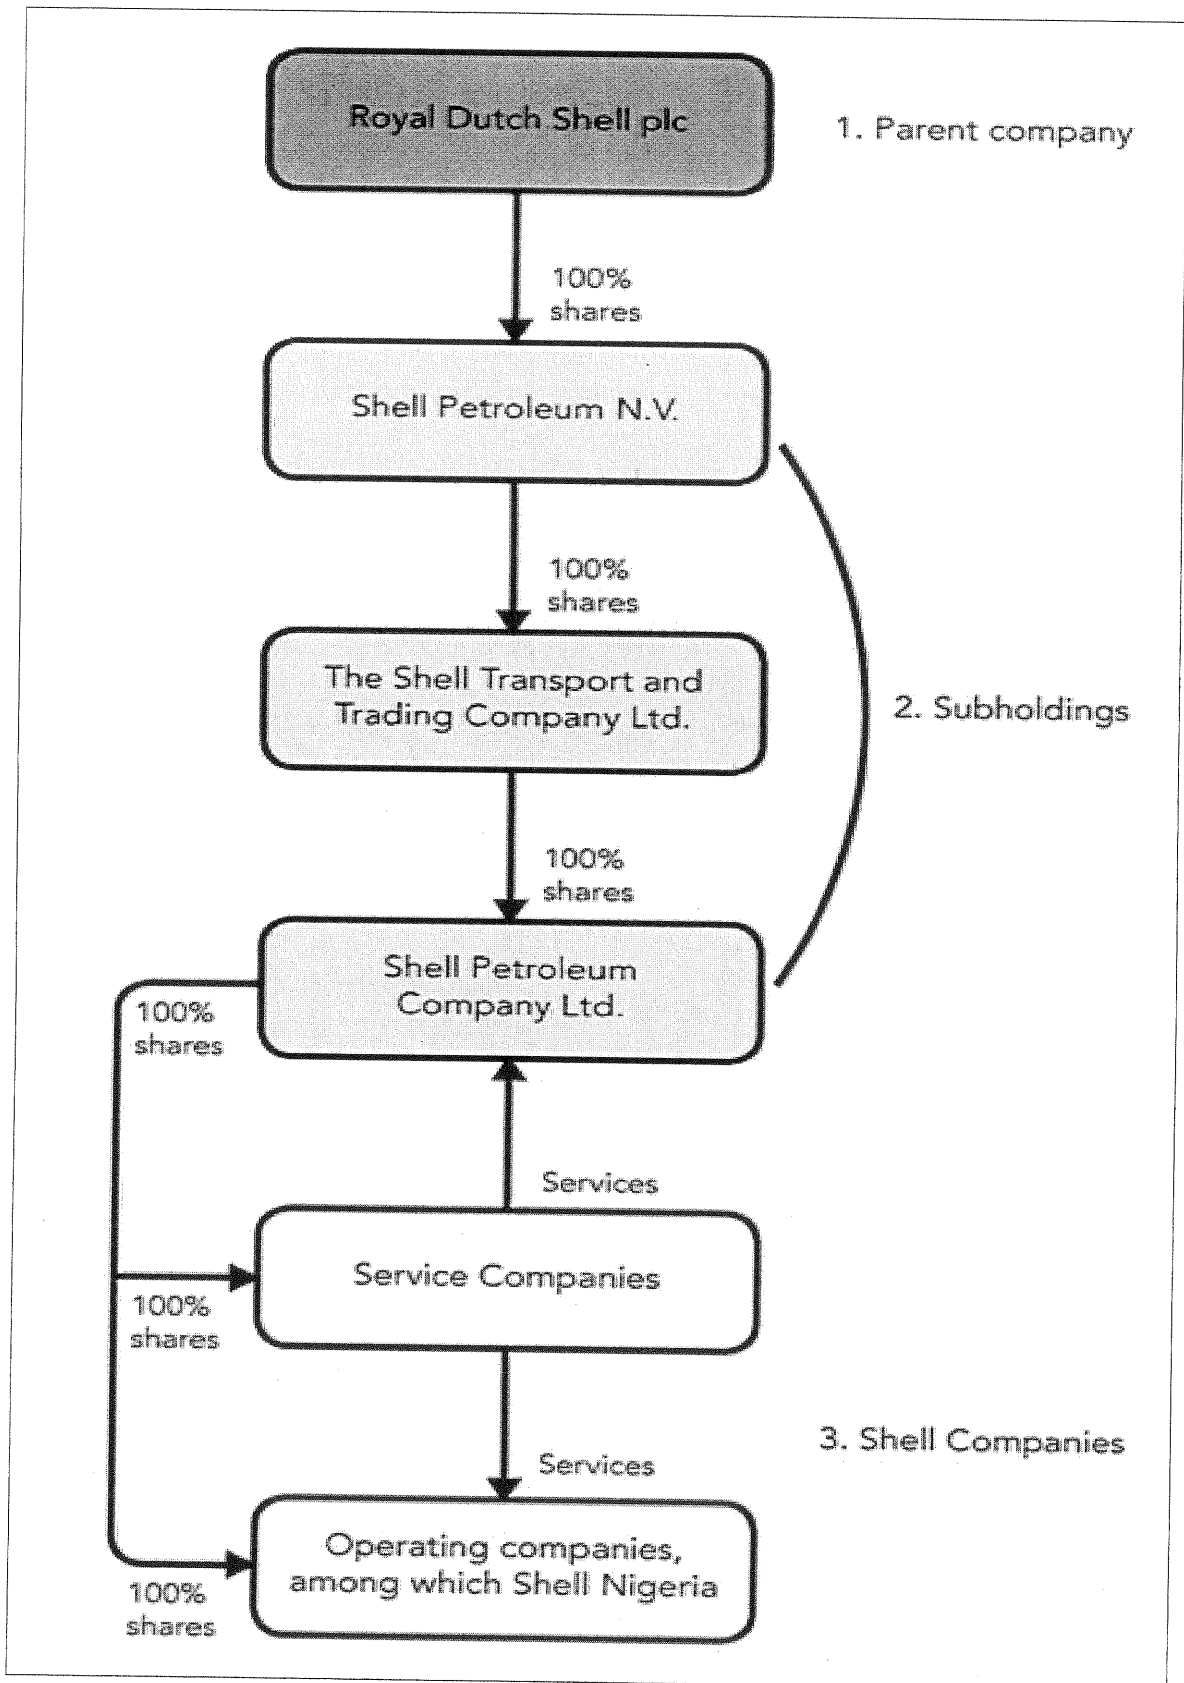 Royal Dutch Shell plc
1. Parent company
100%
shares
Shell Petroleum N.V.
100%
shares
The Shell Transport and
Trading Company Ltd.
2. Subholdings
100%
shares
Shell Petroleum
Company Ltd.
100%
shares
Services
Service Companies
100%
shares
3. Shell Companies
Services
Operating companies,
among which Shell Nigeria
100%
shares